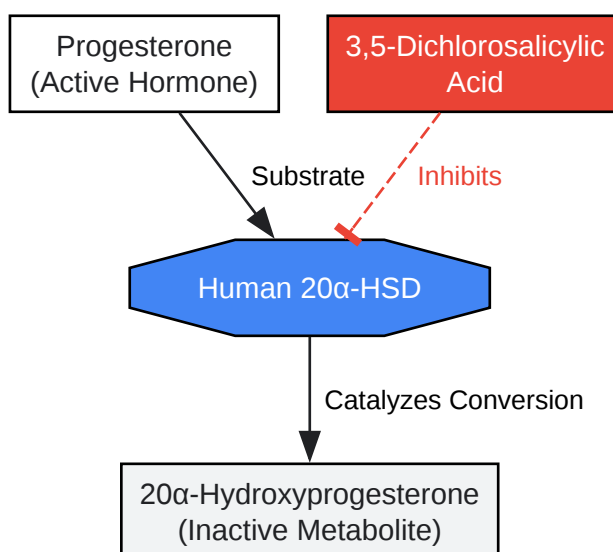 Progesterone
(Active Hormone)
3,5-Dichlorosalicylic
Acid
Substrate
Inhibits
Human 20α-HSD
Catalyzes Conversion
20α-Hydroxyprogesterone
(Inactive Metabolite)